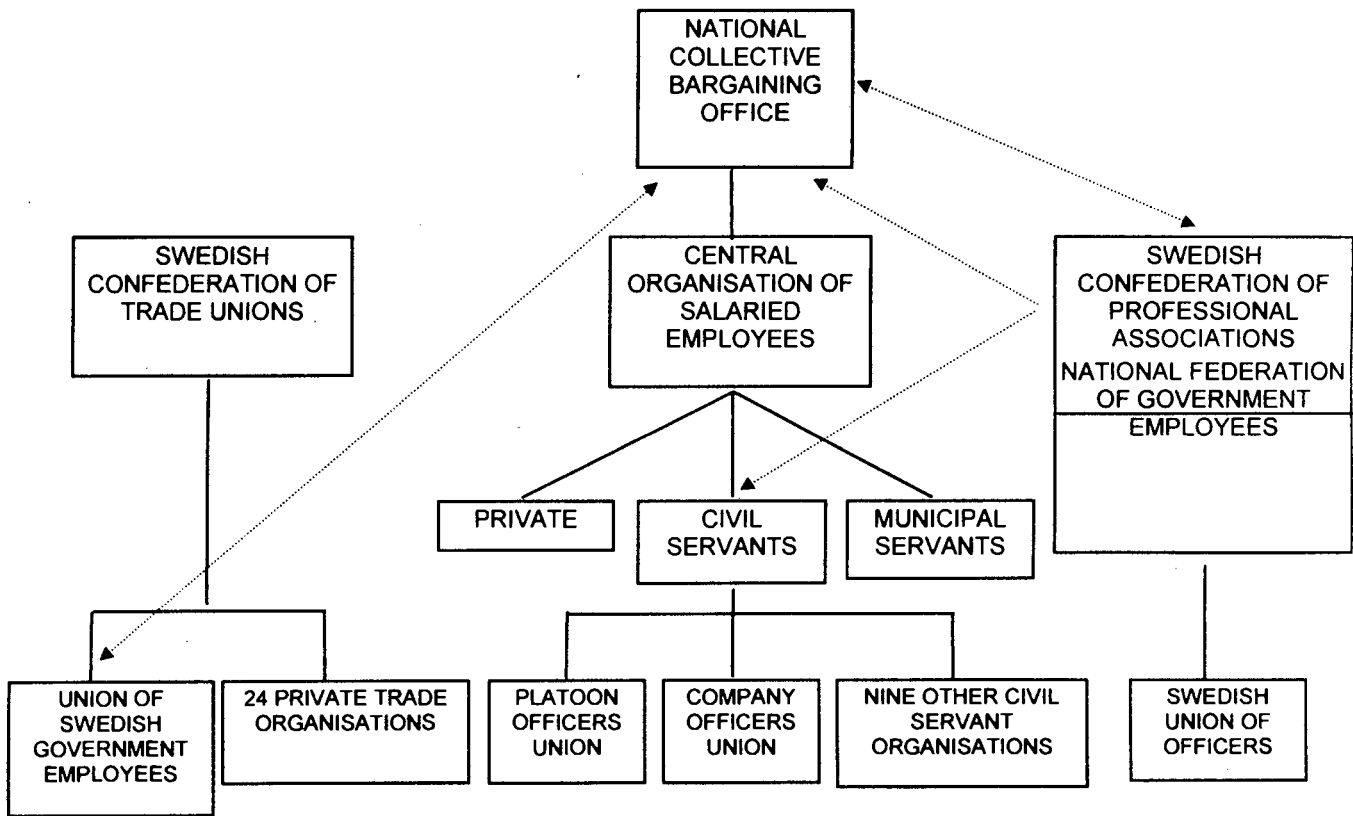 NATIONAL
COLLECTIVE
BARGAINING
OFFICE
SWEDISH
CONFEDERATION OF
TRADE UNIONS
CENTRAL
ORGANISATION OF
SALARIED
EMPLOYEES
SWEDISH
CONFEDERATION OF
PROFESSIONAL
ASSOCIATIONS
NATIONAL FEDERATION
OF GOVERNMENT
EMPLOYEES
PRIVATE
CIVIL
SERVANTS
MUNICIPAL
SERVANTS
UNION OF
SWEDISH
GOVERNMENT
EMPLOYEES
24 PRIVATE TRADE
ORGANISATIONS
PLATOON
OFFICERS
UNION
COMPANY
OFFICERS
UNION
NINE OTHER CIVIL
SERVANT
ORGANISATIONS
SWEDISH
UNION OF
OFFICERS